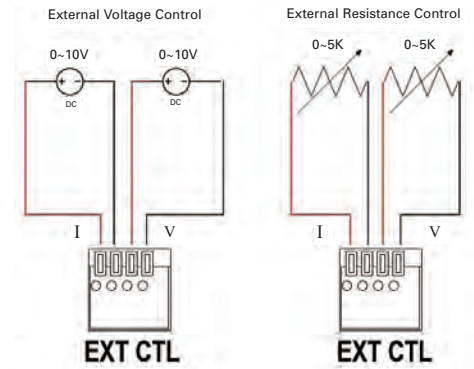 External Voltage Control
External Resistance Control
0~10V
0~10V
0~5K
0~5K
+ -
+ -
DC
DC
I
V
I
V
EXT CTL
EXT CTL